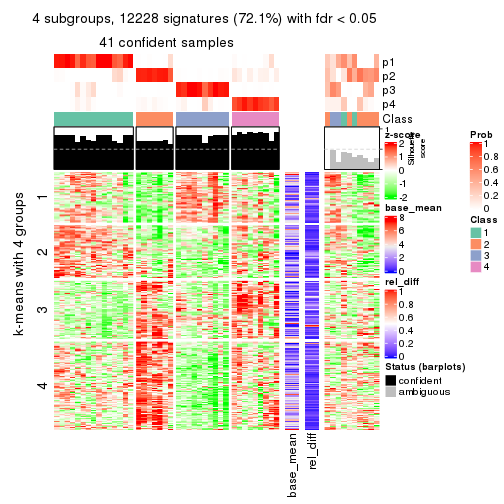 4 subgroups, 12228 signatures (72.1%) with fdr < 0.05
41 confident samples
p1
p2
p3
p4
Class
1
Silhouette
score
z-score
2
1
0
-1
-2
base_mean
8
6
4
2
0
rel_diff
1
0.8
0.6
0.4
0.2
0
Status (barplots)
confident
ambiguous
Prob
1
0.8
0.6
0.4
0.2
0
Class
1
2
3
4
k-means with 4 groups
1
2
3
4
base_mean
rel_diff